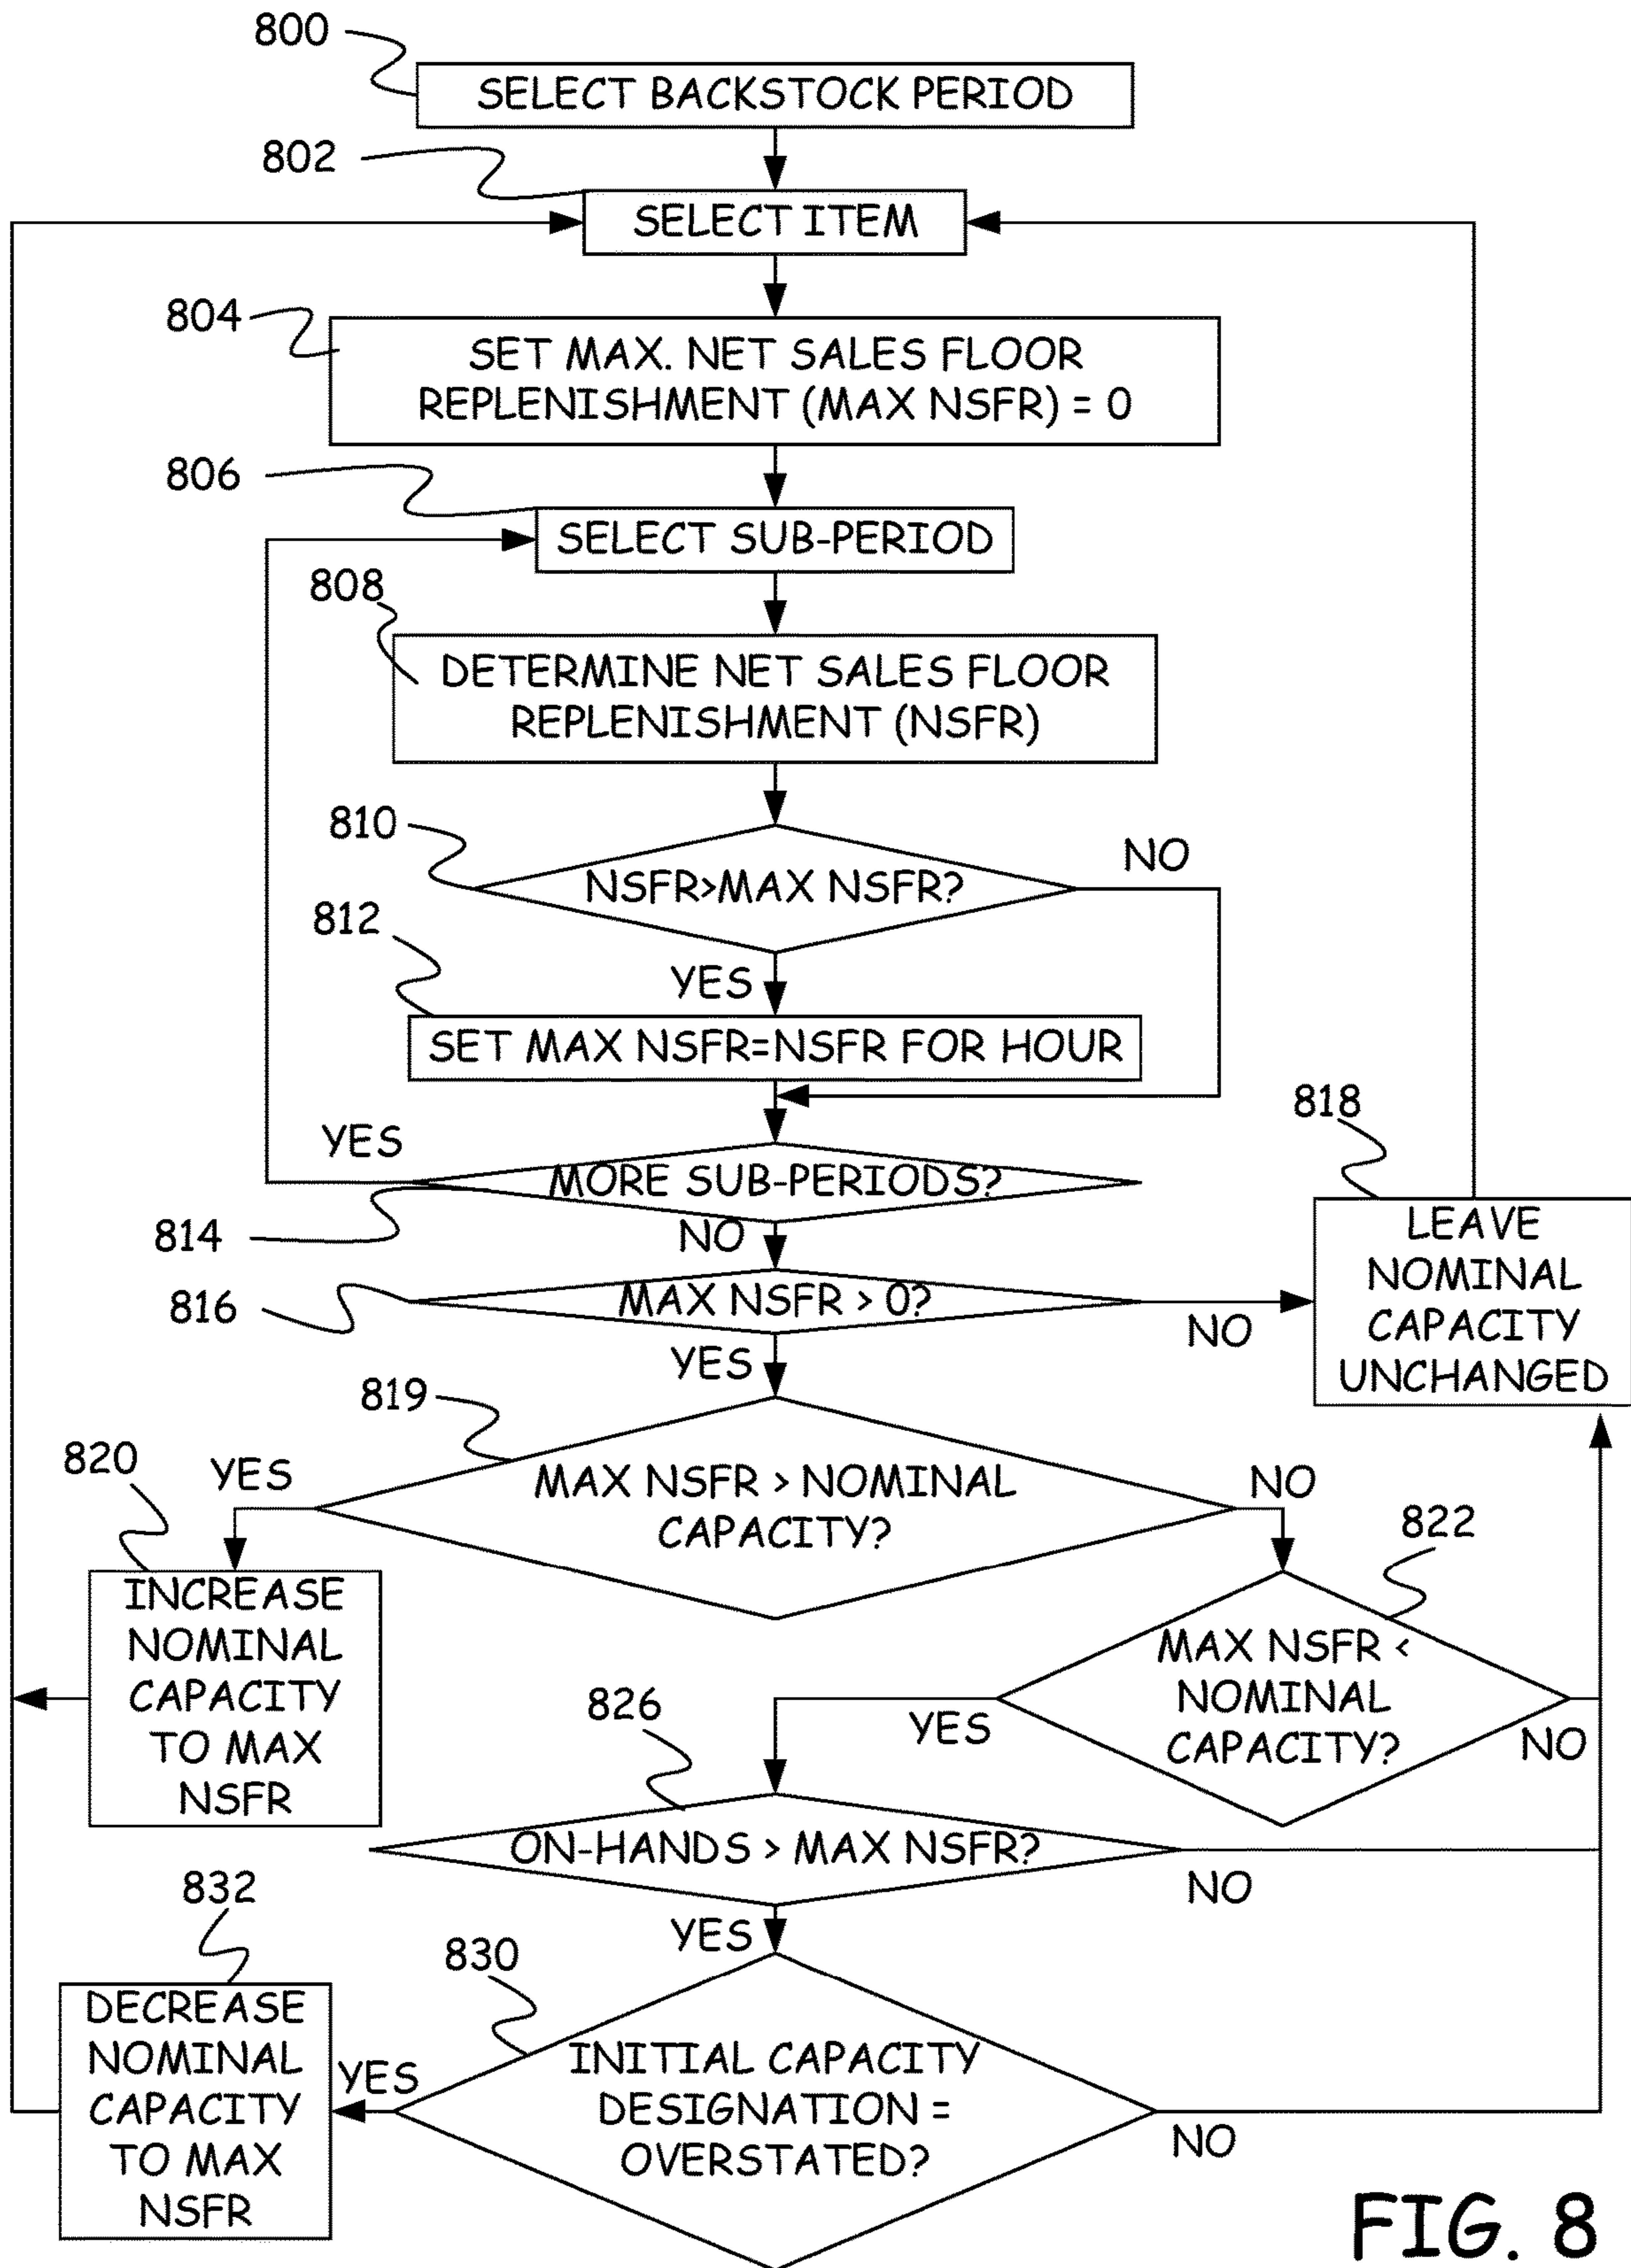 800
SELECT BACKSTOCK PERIOD
802
SELECT ITEM
804
SET MAX. NET SALES FLOOR
REPLENISHMENT (MAX NSFR) = 0
806
SELECT SUB-PERIOD
808
DETERMINE NET SALES FLOOR
REPLENISHMENT (NSFR)
810
NSFR>MAX NSFR?
NO
812
YES
SET MAX NSFR=NSFR FOR HOUR
818
YES
MORE SUB-PERIODS?
814
NO
LEAVE
NOMINAL
CAPACITY
UNCHANGED
816
MAX NSFR > 0?
NO
YES
819
MAX NSFR > NOMINAL
CAPACITY?
820
YES
NO
822
INCREASE
NOMINAL
CAPACITY
TO MAX
NSFR
MAX NSFR <
NOMINAL
CAPACITY?
826
YES
NO
ON-HANDS > MAX NSFR?
NO
832
YES
830
DECREASE
NOMINAL
CAPACITY
TO MAX
NSFR
YES
INITIAL CAPACITY
DESIGNATION =
OVERSTATED?
NO
FIG. 8